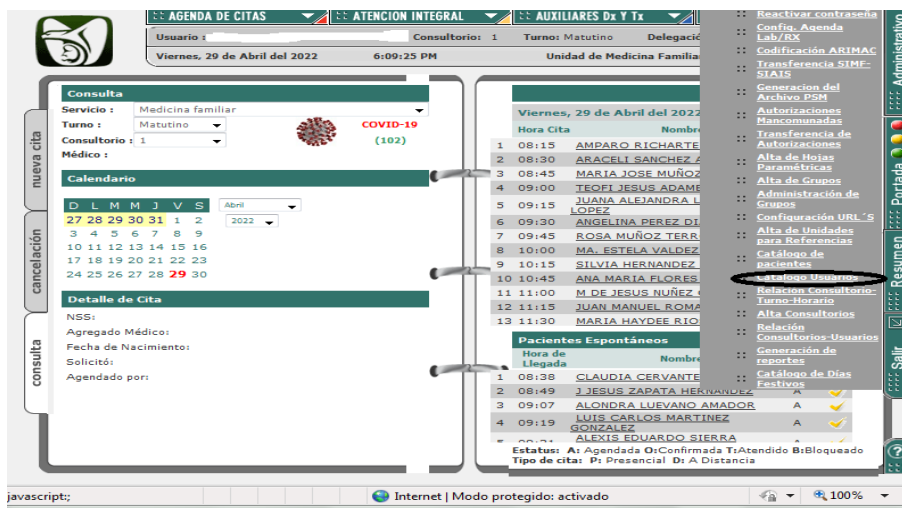 :: AGENDA DE CITAS
:: ATENCIÓN INTEGRAL
:: AUXILIARES Dx Y Tx
Usuario :
Consultorio: 1
Turno: Matutino
Delegació
Viernes, 29 de Abril del 2022
6:09:25 PM
Unidad de Medicina Familia
nueva cita
cancelación
consulta
Consulta
Servicio : Medicina familiar
Turno : Matutino
COVID-19
Consultorio : 1
(102)
Médico :
Calendario
D L M M J V S
Abril
27 28 29 30 31 1 2
2022
3 4 5 6 7 8 9
10 11 12 13 14 15 16
17 18 19 20 21 22 23
24 25 26 27 28 29 30
Detalle de Cita
NSS:
Agregado Médico:
Fecha de Nacimiento:
Solicitó:
Agendado por:
Viernes, 29 de Abril del 2022
Hora Cita Nombre
1 08:15 AMPARO RICHARTE
2 08:30 ARACELI SANCHEZ A
3 08:45 MARIA JOSE MUÑOZ
4 09:00 TEOFI JESUS ADAME
5 09:15 JUANA ALEJANDRA L
LOPEZ
6 09:30 ANGELINA PEREZ DI
7 09:45 ROSA MUÑOZ TERR
8 10:00 MA. ESTELA VALDEZ
9 10:15 SILVIA HERNANDEZ
10 10:45 ANA MARIA FLORES
11 11:00 M DE JESUS NUÑEZ
12 11:15 JUAN MANUEL ROMA
13 11:30 MARIA HAYDEE RIO
Pacientes Espontáneos
Hora de
Llegada
Nombre
1 08:38 CLAUDIA CERVANTE
2 08:49 J JESUS ZAPATA HERNANDEZ A
3 09:07 ALONDRA LUEVANO AMADOR A
4 09:19 LUIS CARLOS MARTINEZ
GONZALEZ
A
ALEXIS EDUARDO SIERRA
Estatus: A: Agendada O:Confirmada T:Atendido B:Bloqueado
Tipo de cita: P: Presencial D: A Distancia
:: Reactivar contraseña
:: Config. Agenda
Lab/RX
:: Codificación ARIMAC
:: Transferencia SIMF-
SIAIS
:: Generacion del
Archivo PSM
:: Autorizaciones
Mancomunadas
:: Transferencia de
Autorizaciones
:: Alta de Hojas
Paramétricas
:: Alta de Grupos
:: Administración de
Grupos
:: Configuración URL´S
:: Alta de Unidades
para Referencias
:: Catálogo de
pacientes
:: Catálogo Usuarios
:: Relación Consultorio-
Turno-Horario
:: Alta Consultorios
:: Relación
Consultorios-Usuarios
:: Generación de
reportes
:: Catálogo de Días
Festivos
Administrativo
Portada
Resumen
Salir
?
javascript:;
Internet | Modo protegido: activado
100%